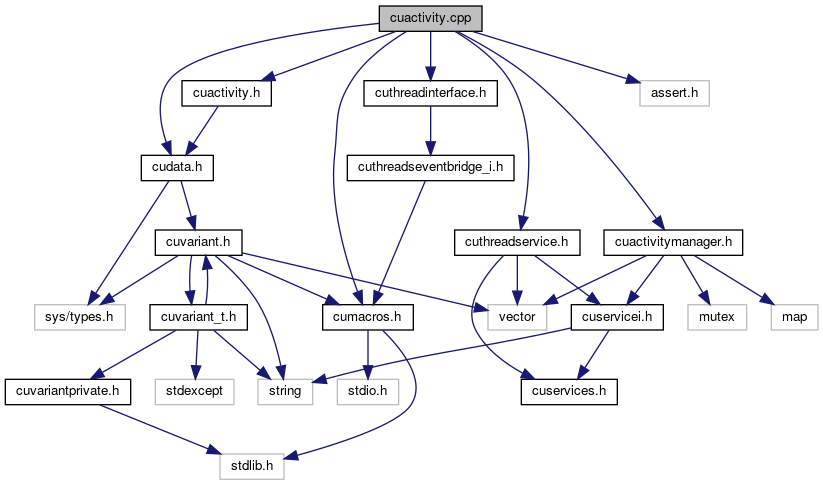 cuactivity.cpp
cuactivity.h
cuthreadinterface.h
assert.h
cudata.h
cuthreadseventbridge_i.h
cuvariant.h
cuthreadservice.h
cuactivitymanager.h
sys/types.h
cuvariant_t.h
cumacros.h
vector
cuservicei.h
mutex
map
cuvariantprivate.h
stdexcept
string
stdio.h
cuservices.h
stdlib.h